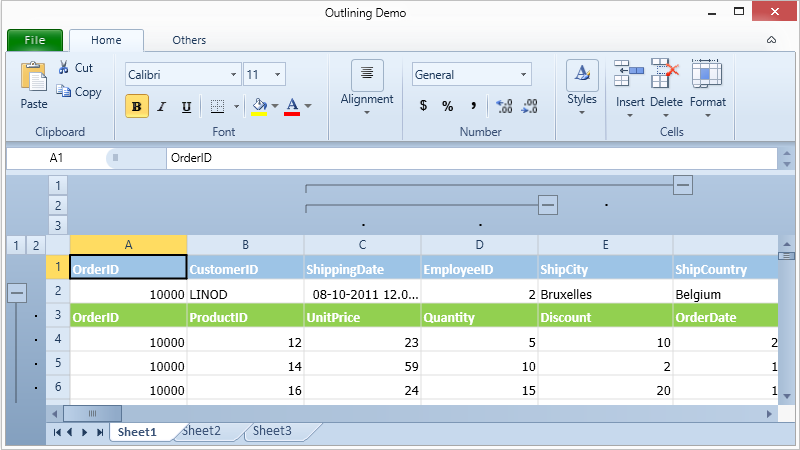 Outlining Demo
File Home Others
Paste Cut Copy Clipboard
Calibri 11 B I U A Font
Alignment
General $ % , Number
Styles
Insert Delete Format Cells
A1 OrderID
1
2
3
1 2 A B C D E
1 OrderID CustomerID ShippingDate EmployeeID ShipCity ShipCountry
2 10000 LINOD 08-10-2011 12.0... 2 Bruxelles Belgium
3 OrderID ProductID UnitPrice Quantity Discount OrderDate
4 10000 12 23 5 10 2
5 10000 14 59 10 2 1
6 10000 16 24 15 20 1
Sheet1 Sheet2 Sheet3